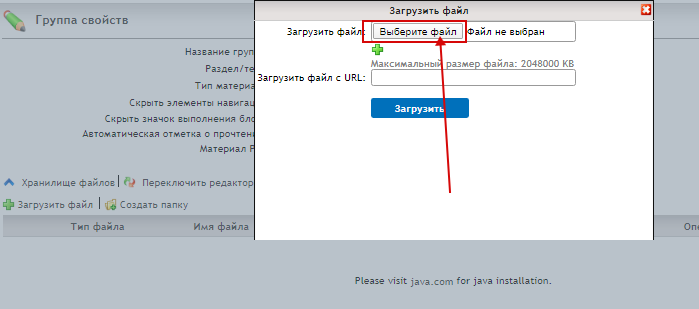 Группа свойств
Название груп
Раздел/те
Тип материа
Скрыть элементы навигац
Скрыть значок выполнения бло
Автоматическая отметка о прочтен
Материал Р
Хранилище файлов Переключить редактор
Загрузить файл Создать папку
Тип файла Имя файла Опе
Загрузить файл
Загрузить файл: Выберите файл Файл не выбран
Максимальный размер файла: 2048000 KB
Загрузить файл с URL:
Загрузить
Please visit java.com for java installation.